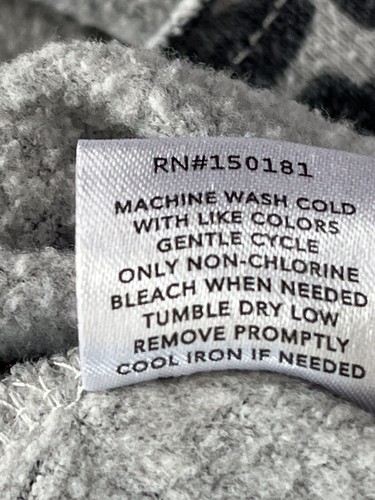 RN#150181
MACHINE WASH COLD
WITH LIKE COLORS
GENTLE CYCLE
ONLY NON-CHLORINE
BLEACH WHEN NEEDED
TUMBLE DRY LOW
REMOVE PROMPTLY
COOL IRON IF NEEDED